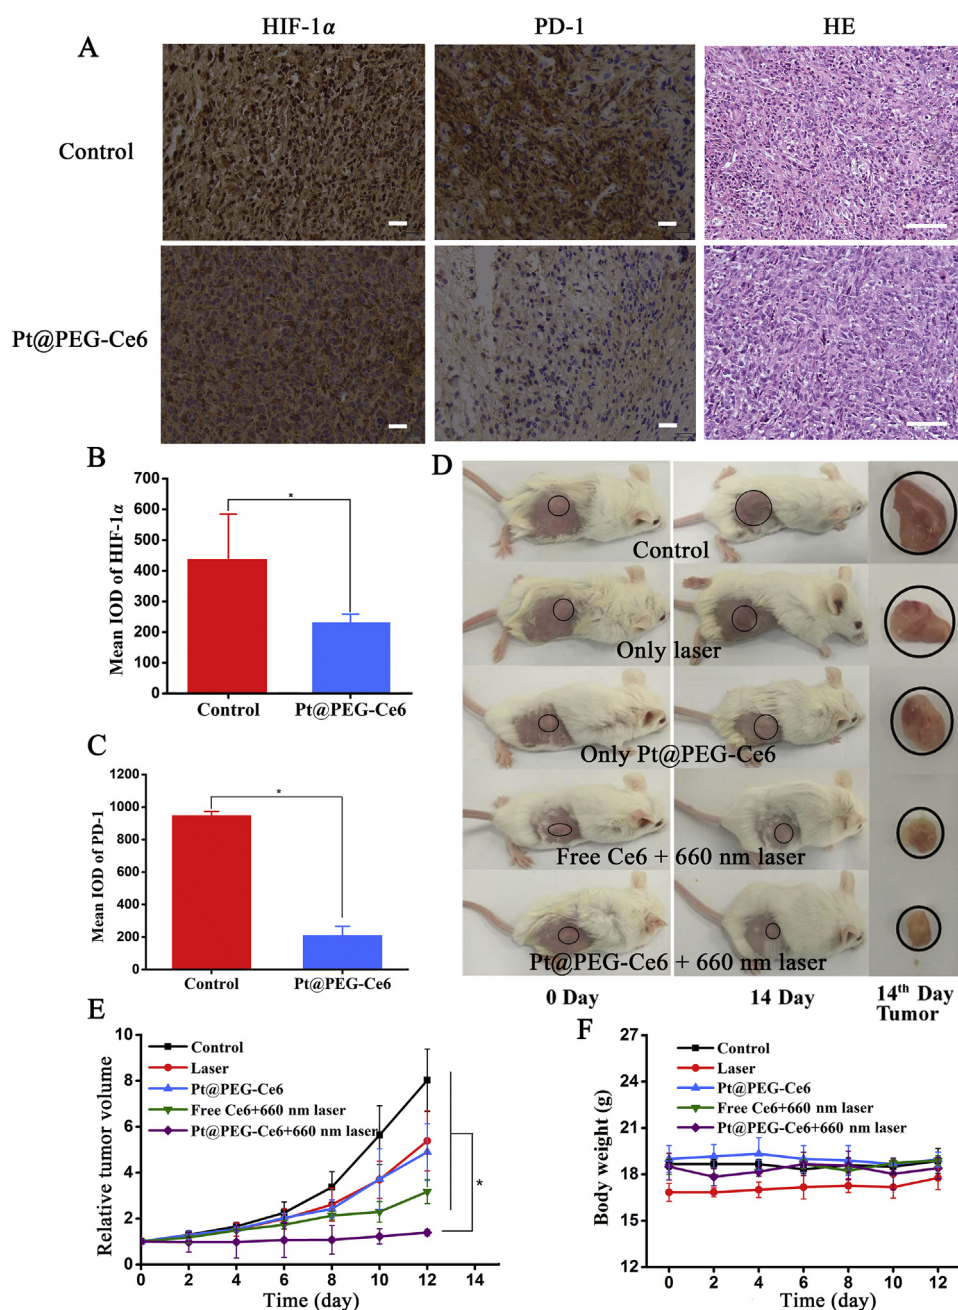 HIF-1α PD-1 HE
A
Control
Pt@PEG-Ce6
B
Mean IOD of HIF-1α
700
600
500
400
300
200
100
0
*
Control Pt@PEG-Ce6
C
Mean IOD of PD-1
1200
1000
800
600
400
200
0
*
Control Pt@PEG-Ce6
D
Control
Only laser
Only Pt@PEG-Ce6
Free Ce6 + 660 nm laser
Pt@PEG-Ce6 + 660 nm laser
0 Day 14 Day 14th Day
Tumor
E
Relative tumor volume
10
8
6
4
2
0
Control
Laser
Pt@PEG-Ce6
Free Ce6+660 nm laser
Pt@PEG-Ce6+660 nm laser
*
0 2 4 6 8 10 12 14
Time (day)
F
Body weight (g)
27
24
21
18
15
12
Control
Laser
Pt@PEG-Ce6
Free Ce6+660 nm laser
Pt@PEG-Ce6+660 nm laser
0 2 4 6 8 10 12
Time (day)